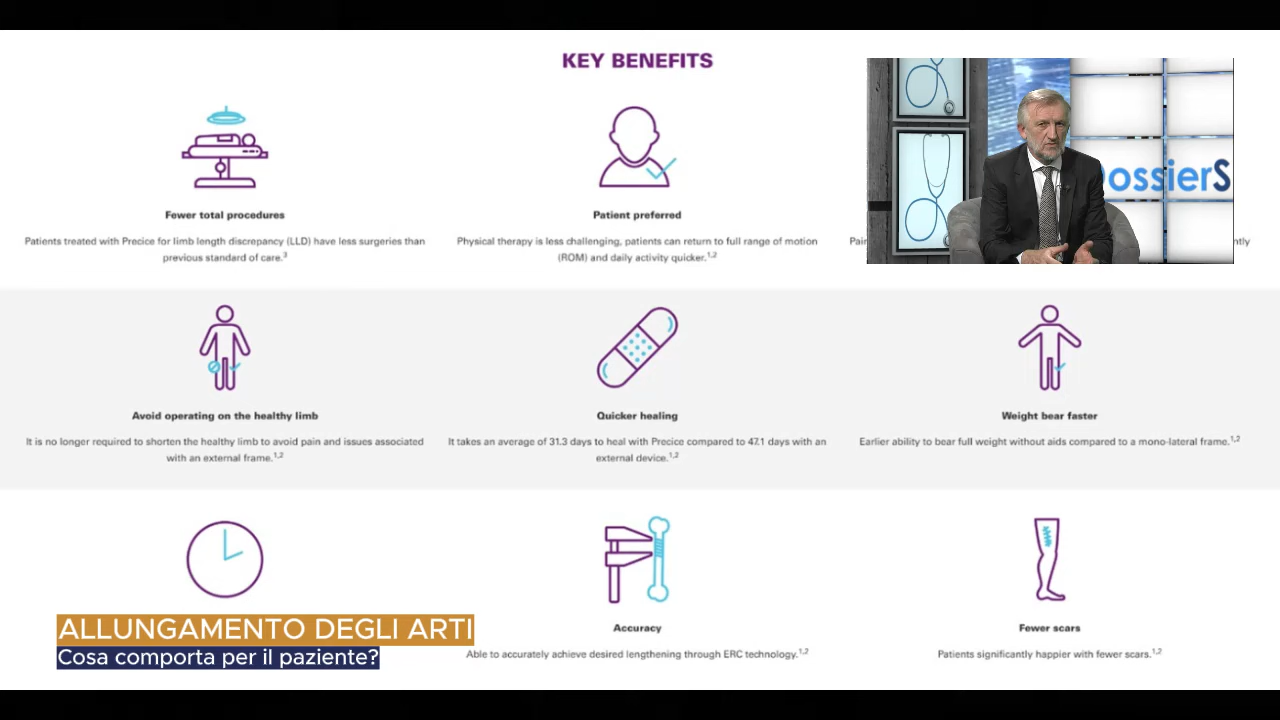 KEY BENEFITS
ossierS
Fewer total procedures
Patients treated with Precice for limb length discrepancy (LLD) have less surgeries than
previous standard of care.3
Patient preferred
Physical therapy is less challenging, patients can return to full range of motion
(ROM) and daily activity quicker.1,2
Avoid operating on the healthy limb
It is no longer required to shorten the healthy limb to avoid pain and issues associated
with an external frame.1,2
Quicker healing
It takes an average of 31.3 days to heal with Precice compared to 47.1 days with an
external device.1,2
Weight bear faster
Earlier ability to bear full weight without aids compared to a mono-lateral frame.1,2
ALLUNGAMENTO DEGLI ARTI
Cosa comporta per il paziente?
Accuracy
Able to accurately achieve desired lengthening through ERC technology.1,2
Fewer scars
Patients significantly happier with fewer scars.1,2